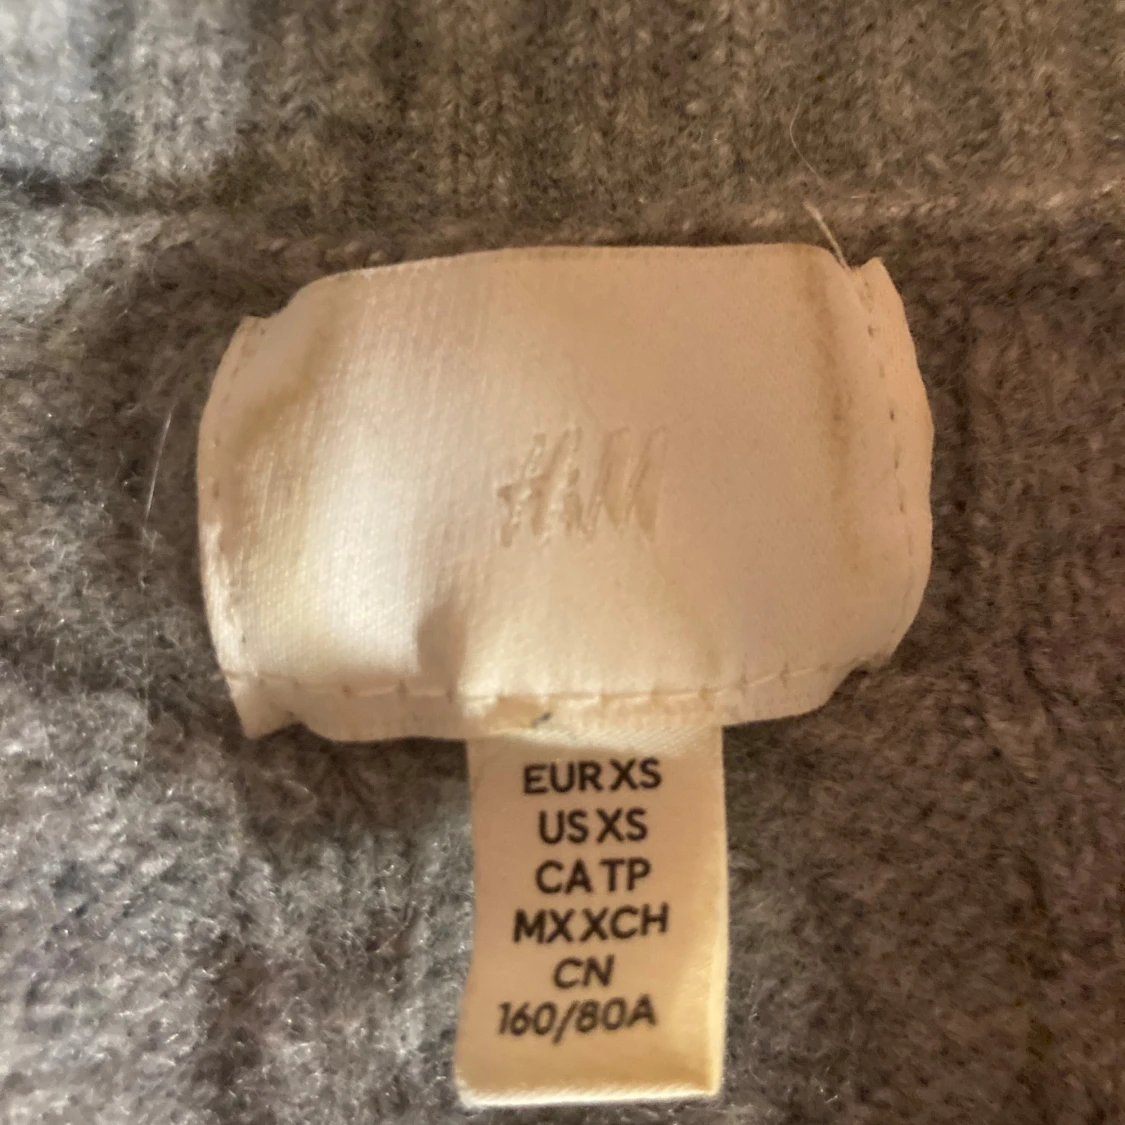 H&M
EUR XS
US XS
CA TP
MX XCH
CN
160/80A